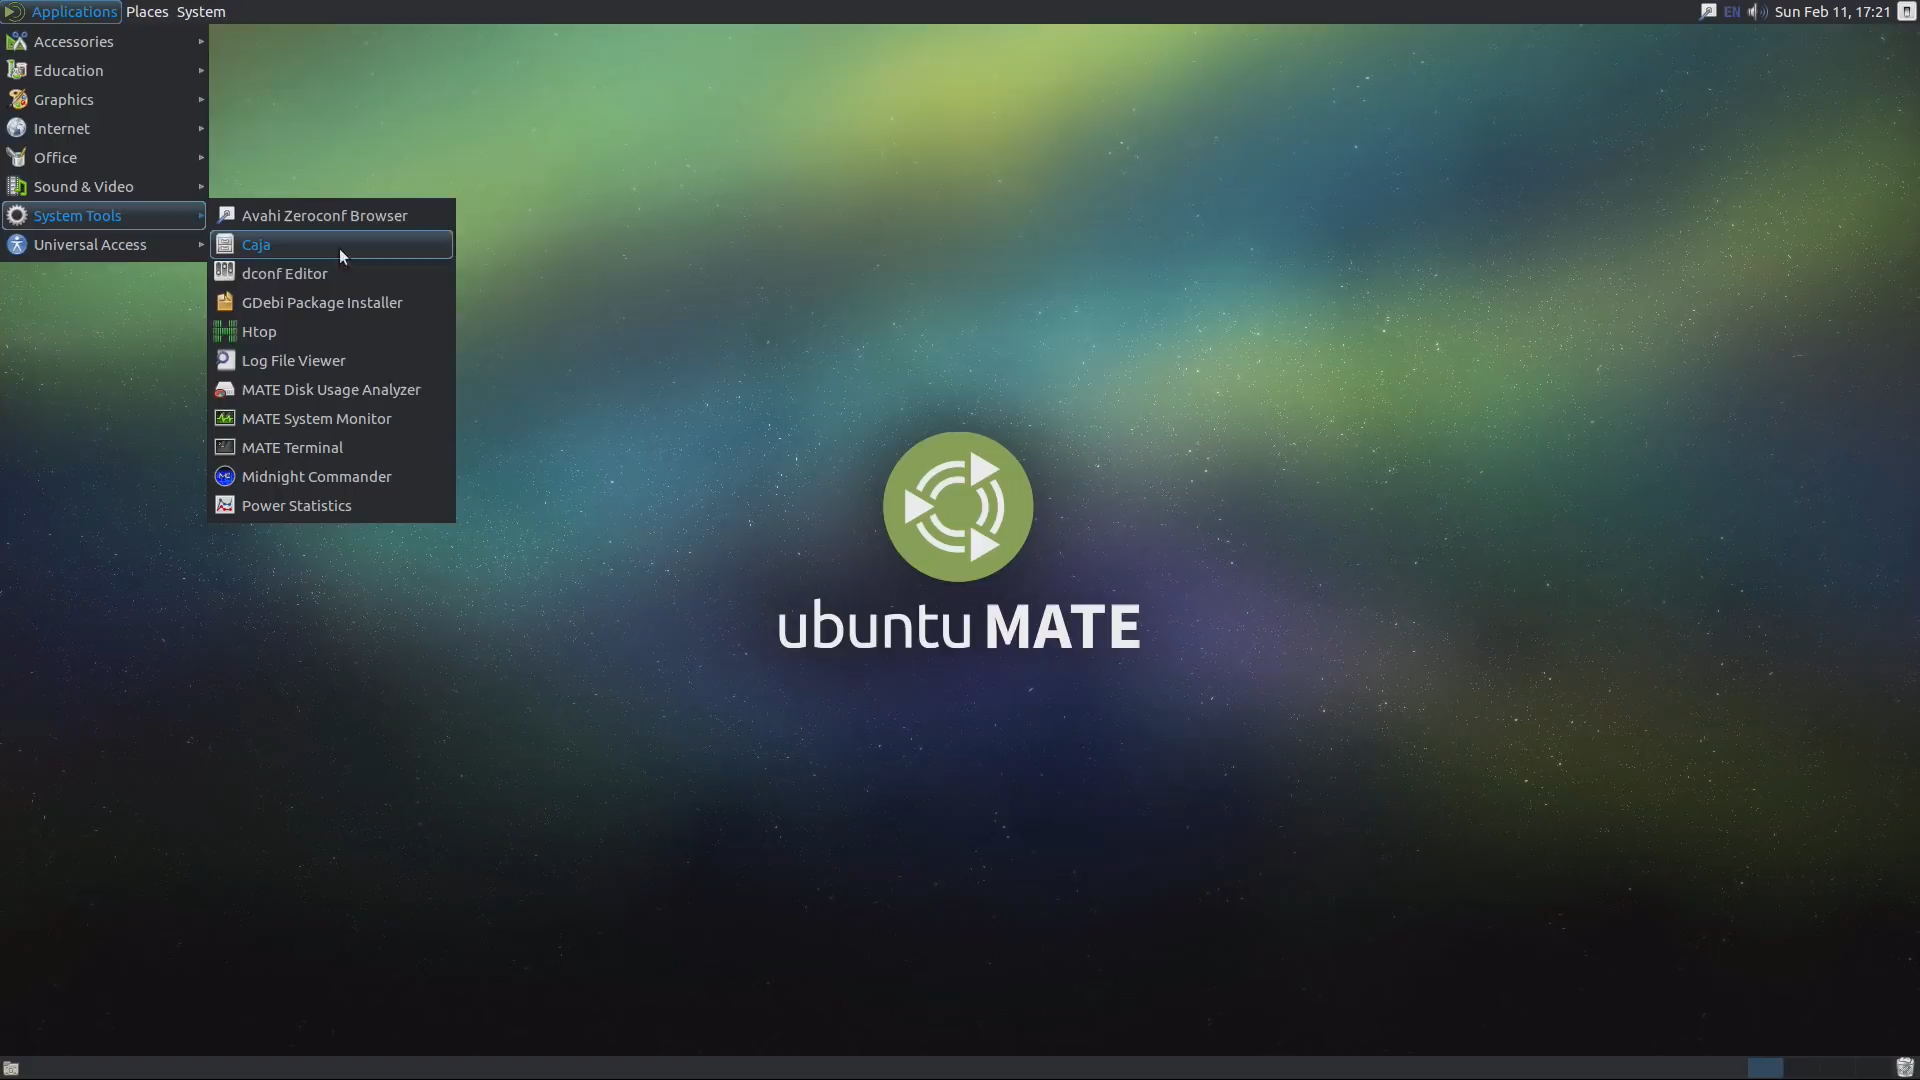 Applications Places System
EN Sun Feb 11, 17:21
Accessories
Education
Graphics
Internet
Office
Sound & Video
System Tools
Universal Access
Avahi Zeroconf Browser
Caja
dconf Editor
GDebi Package Installer
Htop
Log File Viewer
MATE Disk Usage Analyzer
MATE System Monitor
MATE Terminal
Midnight Commander
Power Statistics
ubuntu MATE